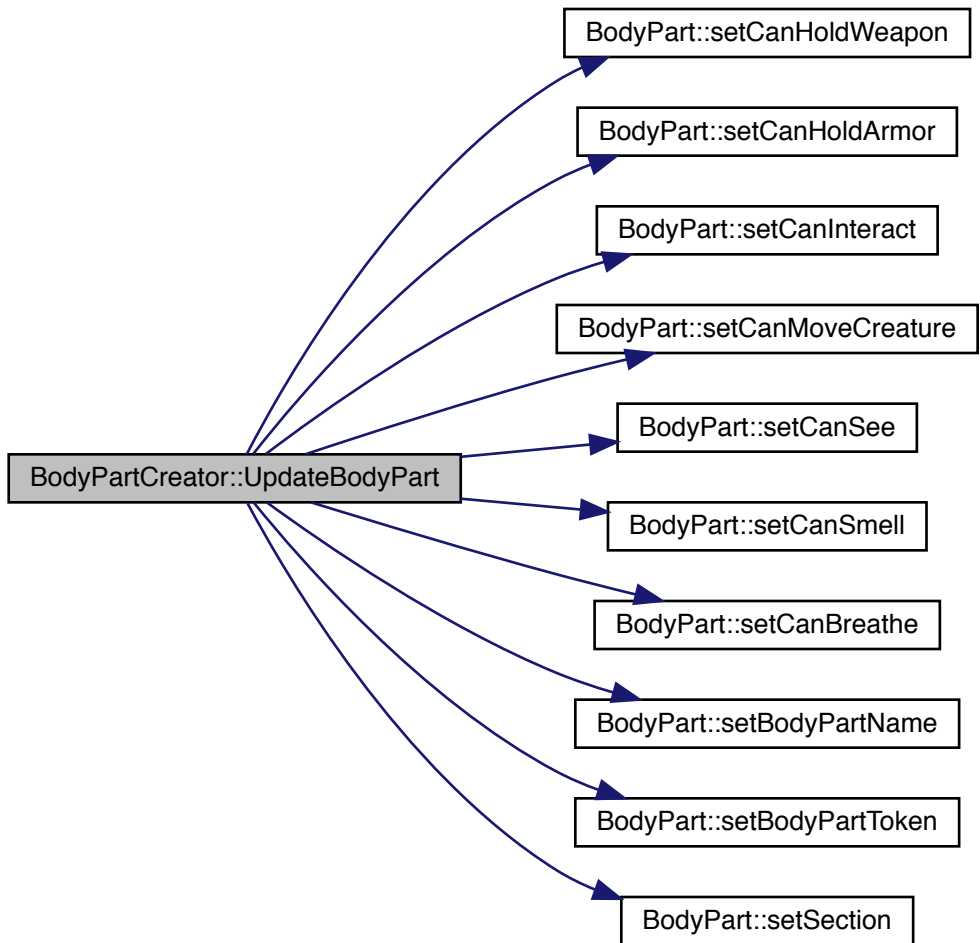 BodyPart::setCanHoldWeapon
BodyPart::setCanHoldArmor
BodyPart::setCanInteract
BodyPart::setCanMoveCreature
BodyPart::setCanSee
BodyPartCreator::UpdateBodyPart
BodyPart::setCanSmell
BodyPart::setCanBreathe
BodyPart::setBodyPartName
BodyPart::setBodyPartToken
BodyPart::setSection